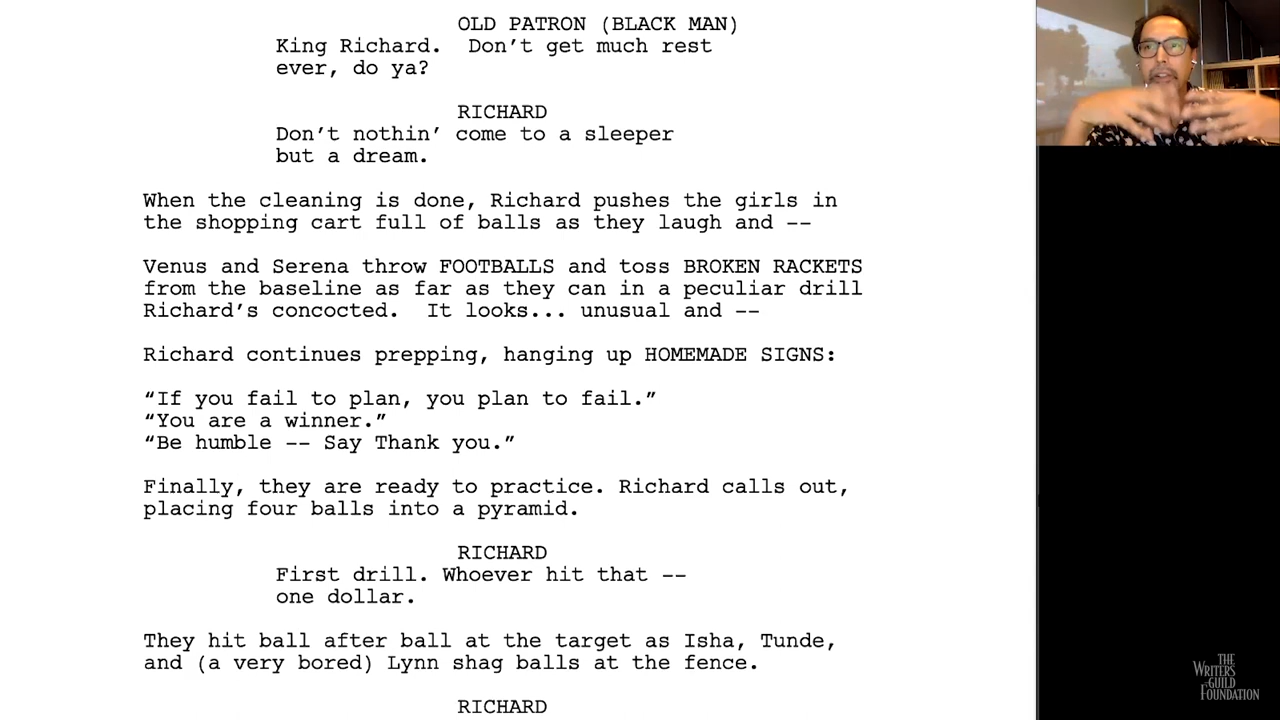 OLD PATRON (BLACK MAN)
King Richard.  Don't get much rest
ever, do ya?
RICHARD
Don't nothin' come to a sleeper
but a dream.
When the cleaning is done, Richard pushes the girls in
the shopping cart full of balls as they laugh and --
Venus and Serena throw FOOTBALLS and toss BROKEN RACKETS
from the baseline as far as they can in a peculiar drill
Richard's concocted.  It looks... unusual and --
Richard continues prepping, hanging up HOMEMADE SIGNS:
“If you fail to plan, you plan to fail.”
“You are a winner.”
“Be humble -- Say Thank you.”
Finally, they are ready to practice. Richard calls out,
placing four balls into a pyramid.
RICHARD
First drill. Whoever hit that --
one dollar.
They hit ball after ball at the target as Isha, Tunde,
and (a very bored) Lynn shag balls at the fence.
RICHARD
THE
WRITERS
GUILD
FOUNDATION